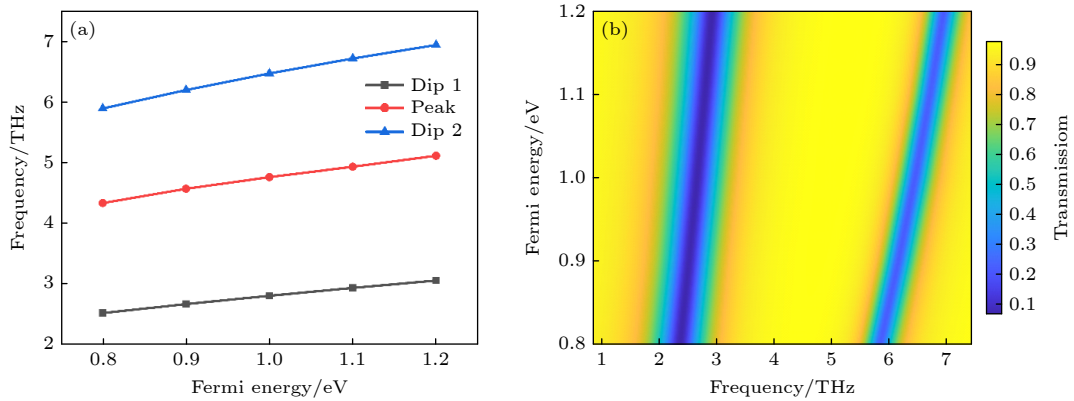 (a)
7
6
5
4
3
2
Frequency/THz
Dip 1
Peak
Dip 2
0.8 0.9 1.0 1.1 1.2
Fermi energy/eV
(b)
1.2
1.1
1.0
0.9
0.8
Fermi energy/eV
1 2 3 4 5 6 7
Frequency/THz
0.9
0.8
0.7
0.6
0.5
0.4
0.3
0.2
0.1
Transmissiom